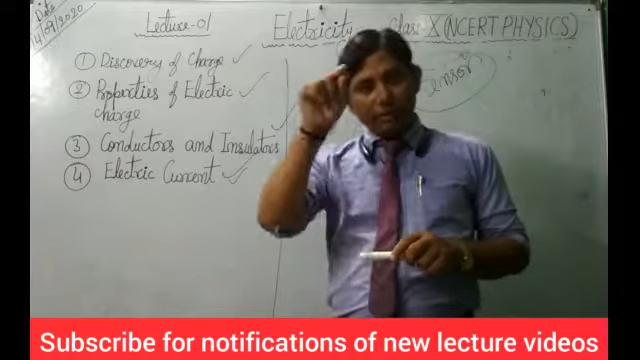 Date
14/09/2020
Lecture-01
Electricity Class-X (NCERT PHYSICS)
① Discovery of Charge ✓
② Properties of Electric ✓
charge
③ Conductors and Insulators ✓
④ Electric Current ✓
Subscribe for notifications of new lecture videos